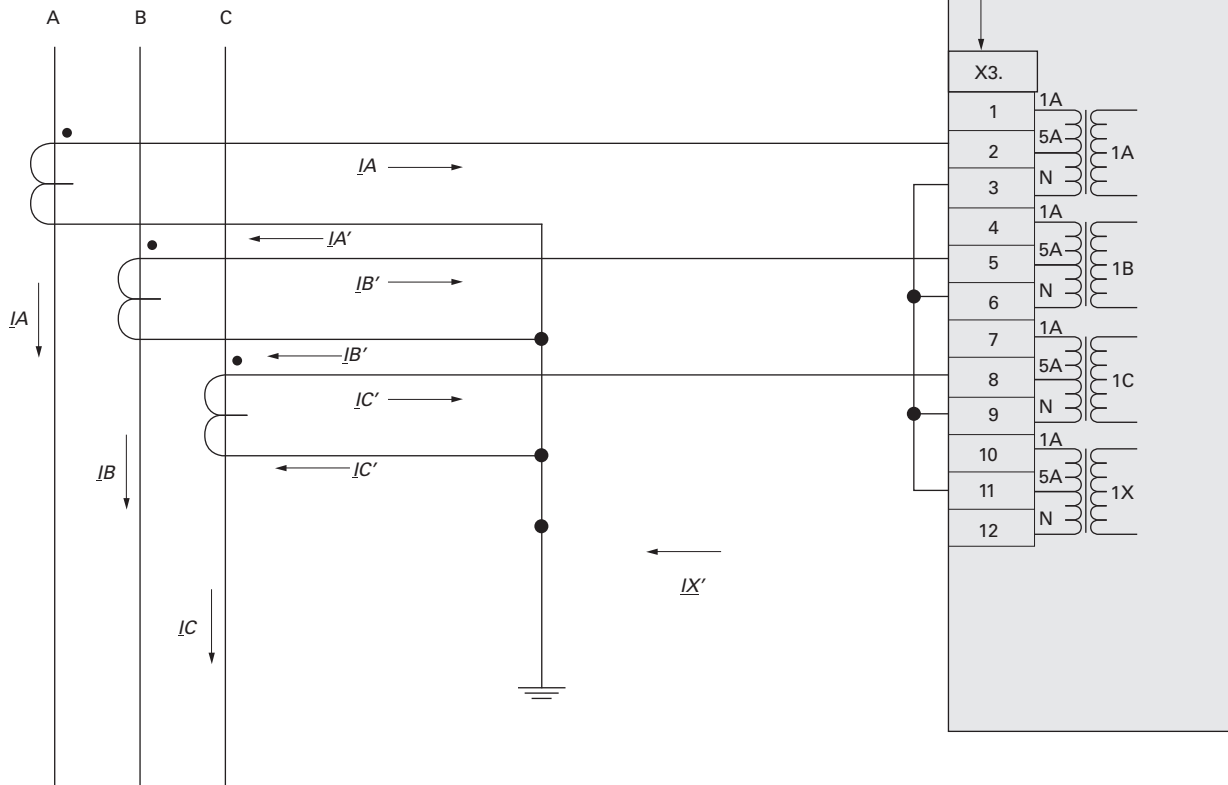 A B C
X3.
1 1A
2 5A 1A
3 N
4 1A
5 5A 1B
6 N
7 1A
8 5A 1C
9 N
10 1A
11 5A 1X
12 N
IA
IA'
IB'
IA
IB'
IC'
IC'
IB
IX'
IC